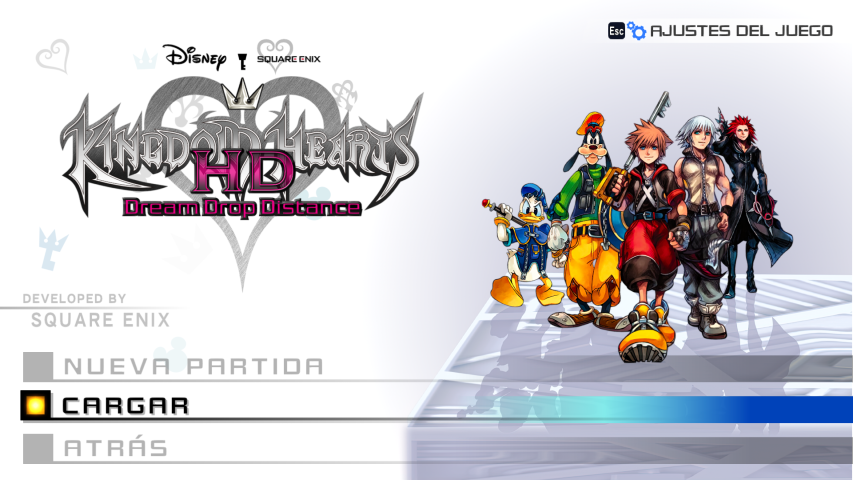 Esc AJUSTES DEL JUEGO
Disney SQUARE ENIX
KINGDOM HEARTS
HD
Dream Drop Distance
DEVELOPED BY
SQUARE ENIX
NUEVA PARTIDA
CARGAR
ATRÁS